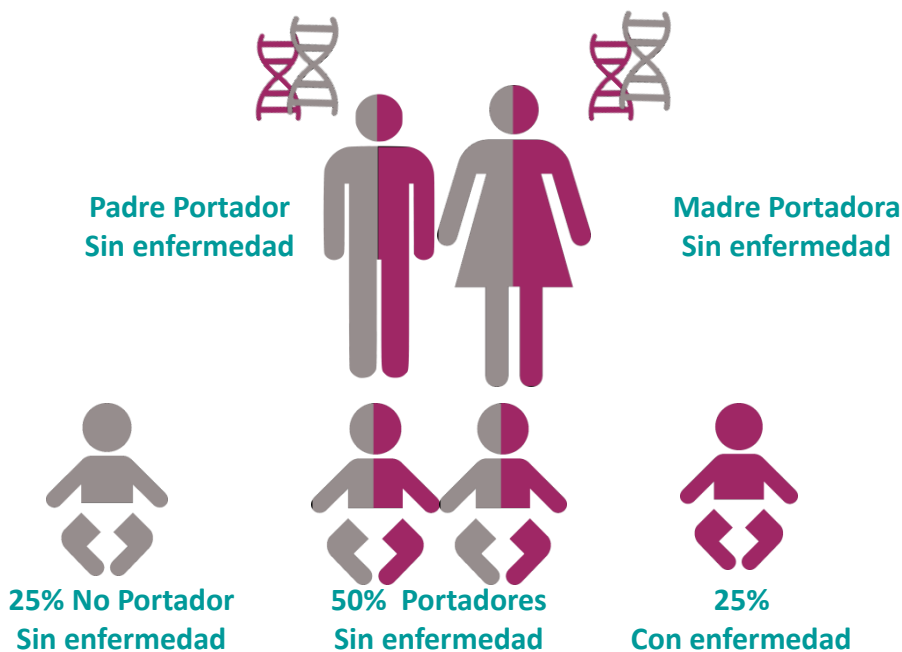 Padre Portador
Sin enfermedad
Madre Portadora
Sin enfermedad
25% No Portador
Sin enfermedad
50% Portadores
Sin enfermedad
25%
Con enfermedad